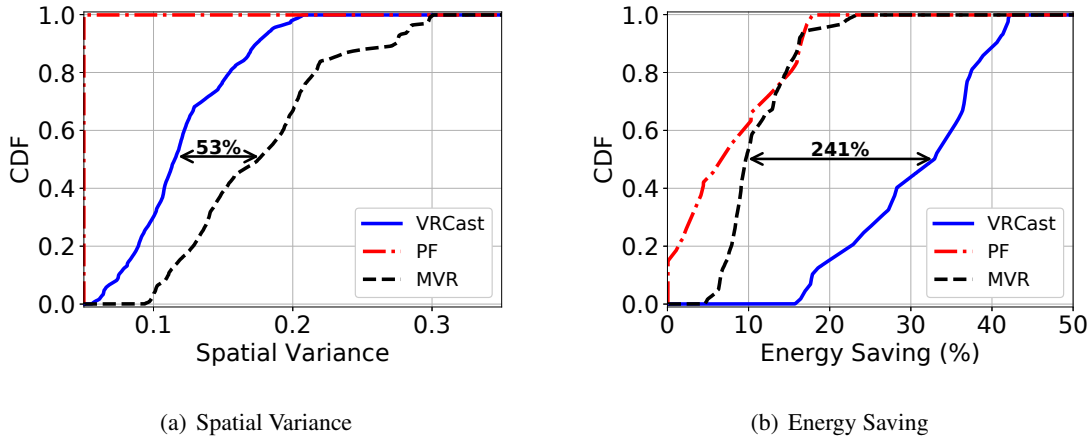 1.0
0.8
0.6
0.4
0.2
0.0
CDF
53%
VRCast
PF
MVR
0.1 0.2 0.3
Spatial Variance
(a) Spatial Variance
1.0
0.8
0.6
0.4
0.2
0.0
CDF
241%
VRCast
PF
MVR
0 10 20 30 40 50
Energy Saving (%)
(b) Energy Saving